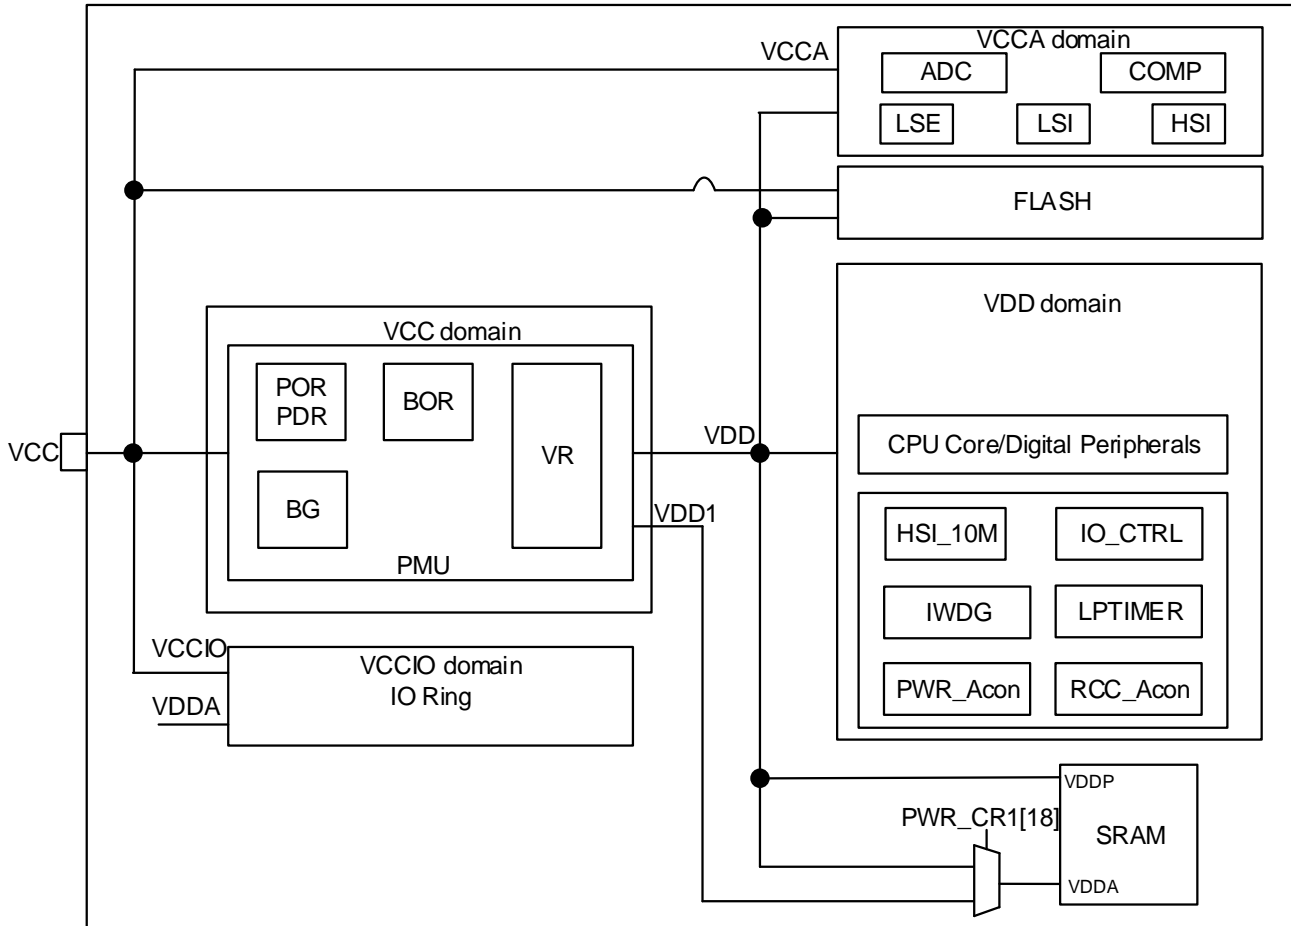 VCCA domain
VCCA
ADC
COMP
LSE
LSI
HSI
FLASH
VDD domain
VCC domain
POR
PDR
BOR
VR
VDD
CPU Core/Digital Peripherals
VCC
BG
VDD1
HSI_10M
IO_CTRL
PMU
IWDG
LPTIMER
VCCIO
VCCIO domain
IO Ring
PWR_Acon
RCC_Acon
VDDA
VDDP
PWR_CR1[18]
SRAM
VDDA